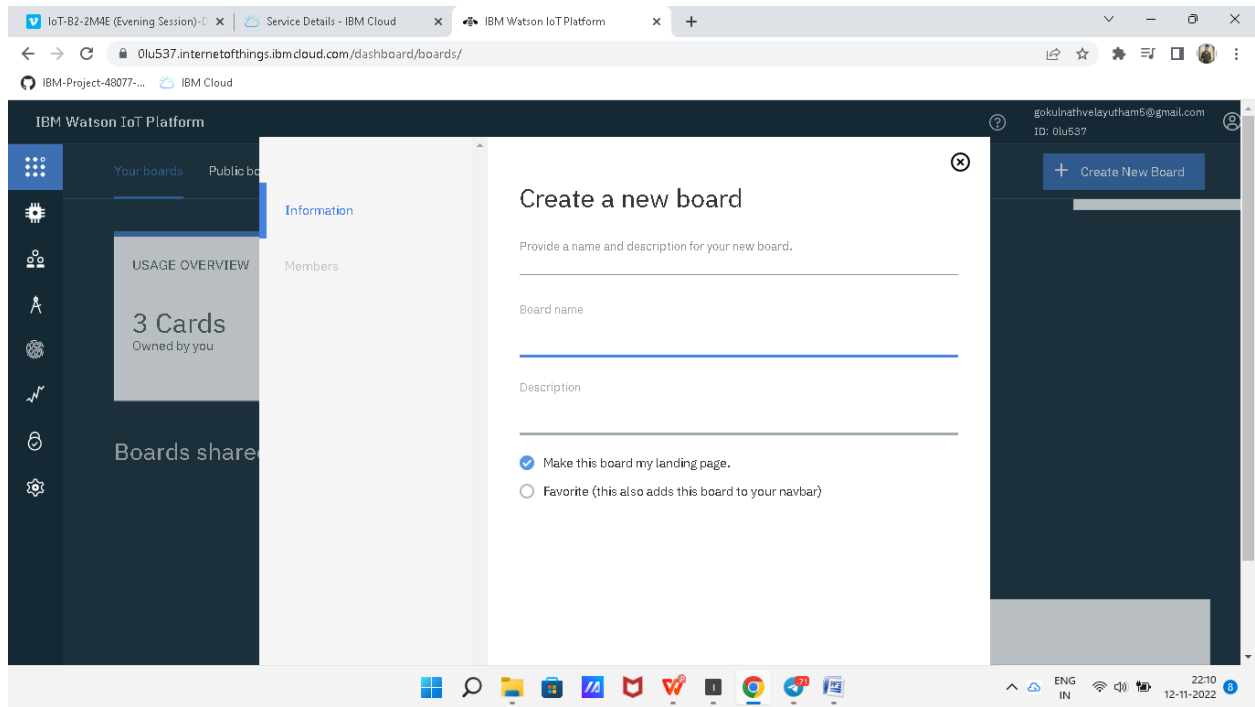 IoT-B2-2M4E (Evening Session)-D
Service Details - IBM Cloud
IBM Watson IoT Platform
0lu537.internetofthings.ibmcloud.com/dashboard/boards/
IBM-Project-48077-...
IBM Cloud
IBM Watson IoT Platform
gokulnathvelayutham5@gmail.com
ID: 0lu537
Your boards
Public bo
Create New Board
Create a new board
Information
Provide a name and description for your new board.
USAGE OVERVIEW
Members
3 Cards
Owned by you
Board name
Description
Boards share
Make this board my landing page.
Favorite (this also adds this board to your navbar)
71
ENG
IN
22:10
12-11-2022
8